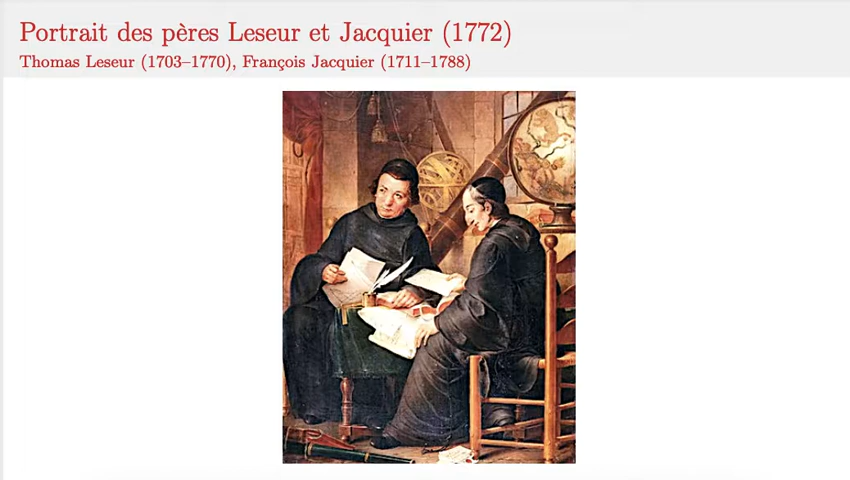 Portrait des pères Leseur et Jacquier (1772)
Thomas Leseur (1703–1770), François Jacquier (1711–1788)